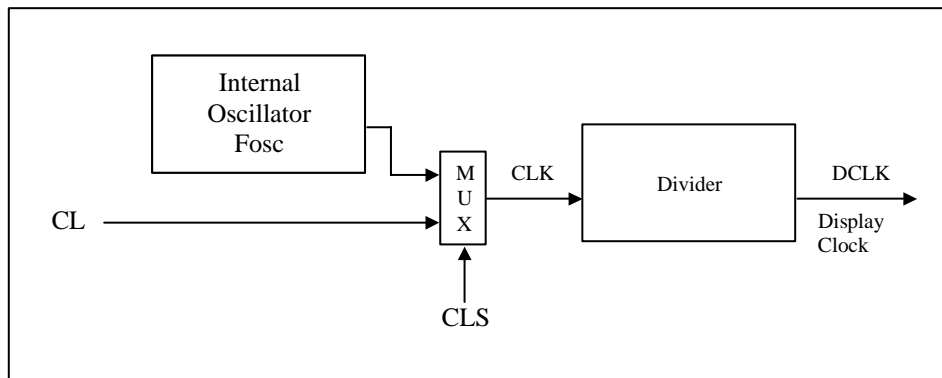 Internal
Oscillator
Fosc
M
U
X
CLK
Divider
DCLK
CL
Display
Clock
CLS